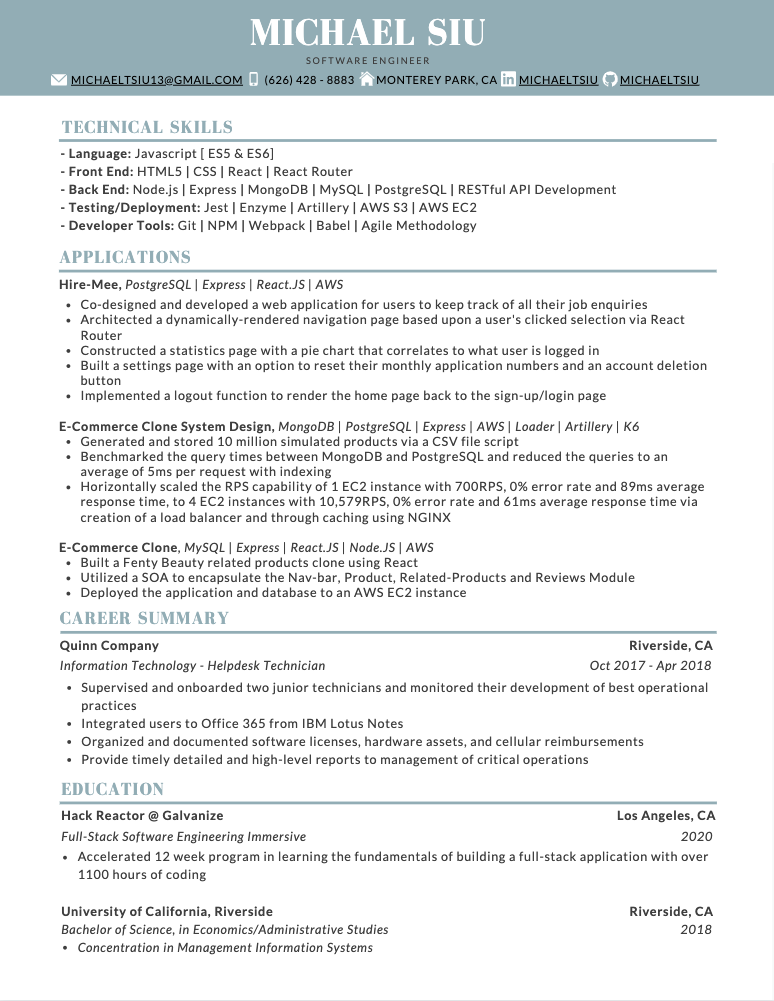 MICHAEL SIU
SOFTWARE ENGINEER
MICHAELTSIU13@GMAIL.COM (626) 428 - 8883 MONTEREY PARK, CA MICHAELTSIU MICHAELTSIU
TECHNICAL SKILLS
- Language: Javascript [ ES5 & ES6]
- Front End: HTML5 | CSS | React | React Router
- Back End: Node.js | Express | MongoDB | MySQL | PostgreSQL | RESTful API Development
- Testing/Deployment: Jest | Enzyme | Artillery | AWS S3 | AWS EC2
- Developer Tools: Git | NPM | Webpack | Babel | Agile Methodology
APPLICATIONS
Hire-Mee, PostgreSQL | Express | React.JS | AWS
• Co-designed and developed a web application for users to keep track of all their job enquiries
• Architected a dynamically-rendered navigation page based upon a user's clicked selection via React
Router
• Constructed a statistics page with a pie chart that correlates to what user is logged in
• Built a settings page with an option to reset their monthly application numbers and an account deletion
button
• Implemented a logout function to render the home page back to the sign-up/login page
E-Commerce Clone System Design, MongoDB | PostgreSQL | Express | AWS | Loader | Artillery | K6
• Generated and stored 10 million simulated products via a CSV file script
• Benchmarked the query times between MongoDB and PostgreSQL and reduced the queries to an
average of 5ms per request with indexing
• Horizontally scaled the RPS capability of 1 EC2 instance with 700RPS, 0% error rate and 89ms average
response time, to 4 EC2 instances with 10,579RPS, 0% error rate and 61ms average response time via
creation of a load balancer and through caching using NGINX
E-Commerce Clone, MySQL | Express | React.JS | Node.JS | AWS
• Built a Fenty Beauty related products clone using React
• Utilized a SOA to encapsulate the Nav-bar, Product, Related-Products and Reviews Module
• Deployed the application and database to an AWS EC2 instance
CAREER SUMMARY
Quinn Company Riverside, CA
Information Technology - Helpdesk Technician Oct 2017 - Apr 2018
• Supervised and onboarded two junior technicians and monitored their development of best operational
practices
• Integrated users to Office 365 from IBM Lotus Notes
• Organized and documented software licenses, hardware assets, and cellular reimbursements
• Provide timely detailed and high-level reports to management of critical operations
EDUCATION
Hack Reactor @ Galvanize Los Angeles, CA
Full-Stack Software Engineering Immersive 2020
• Accelerated 12 week program in learning the fundamentals of building a full-stack application with over
1100 hours of coding
University of California, Riverside Riverside, CA
Bachelor of Science, in Economics/Administrative Studies 2018
• Concentration in Management Information Systems